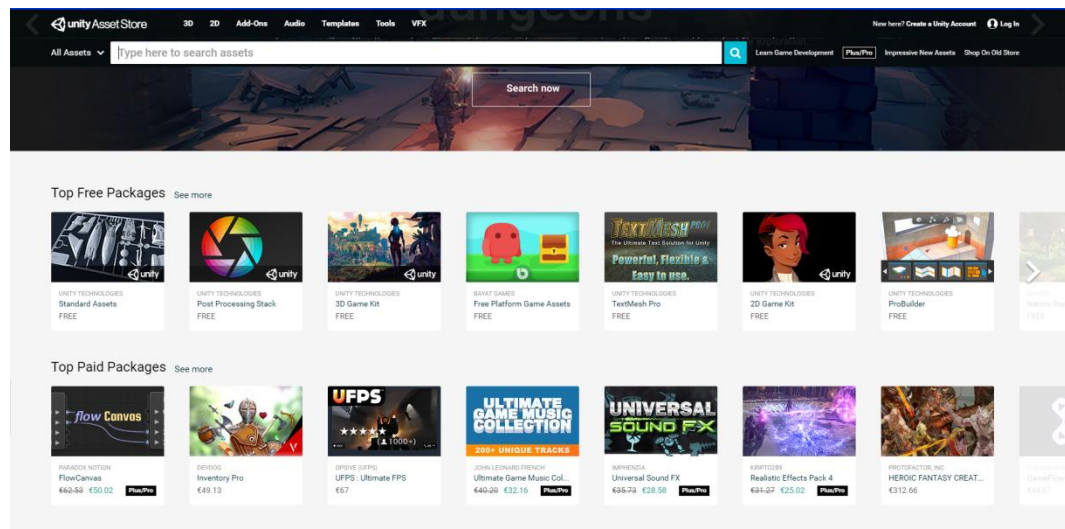 dungeons
unity Asset Store
3D 2D Add-Ons Audio Templates Tools VFX
New here? Create a Unity Account Log In
All Assets
Type here to search assets
Learn Game Development Plus/Pro Impressive New Assets Shop On Old Store
Search now
Top Free Packages See more
unity
UNITY TECHNOLOGIES
Standard Assets
FREE
unity
UNITY TECHNOLOGIES
Post Processing Stack
FREE
unity
UNITY TECHNOLOGIES
3D Game Kit
FREE
BAYAT GAMES
Free Platform Game Assets
FREE
TEXTMESH PRO!
The Ultimate Text Solution for Unity
Powerful, Flexible &
Easy to use.
UNITY TECHNOLOGIES
TextMesh Pro
FREE
unity
UNITY TECHNOLOGIES
2D Game Kit
FREE
UNITY TECHNOLOGIES
ProBuilder
FREE
FREE
Top Paid Packages See more
flow Canvas
PARADOX NOTION
FlowCanvas
€62.53 €50.02 Plus/Pro
DEVDOG
Inventory Pro
€49.13
UFPS
(1000+)
OPSIVE (UFPS)
UFPS : Ultimate FPS
€67
ULTIMATE
GAME MUSIC
COLLECTION
200+ UNIQUE TRACKS
JOHN LEONARD FRENCH
Ultimate Game Music Col...
€40.20 €32.16 Plus/Pro
UNIVERSAL
SOUND FX
IMPHENZIA
Universal Sound FX
€35.73 €28.58 Plus/Pro
KRIPTO289
Realistic Effects Pack 4
€31.27 €25.02 Plus/Pro
PROTOFACTOR, INC
HEROIC FANTASY CREAT...
€312.66
GameFlow